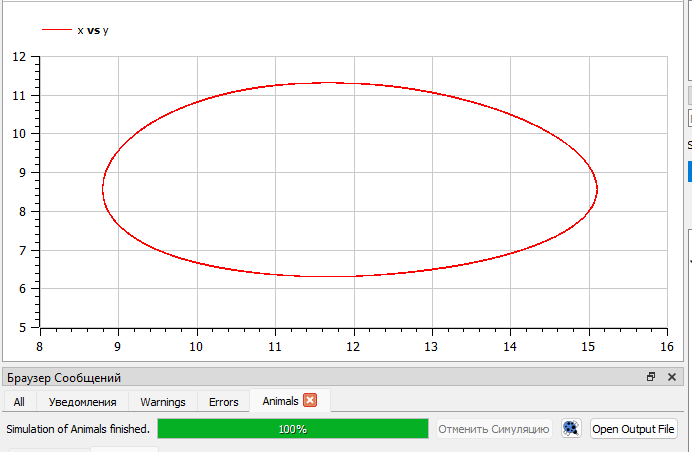 x vs y
12
11
10
9
8
7
6
5
8 9 10 11 12 13 14 15 16
Браузер Сообщений
All Уведомления Warnings Errors Animals
Simulation of Animals finished. 100% Отменить Симуляцию Open Output File